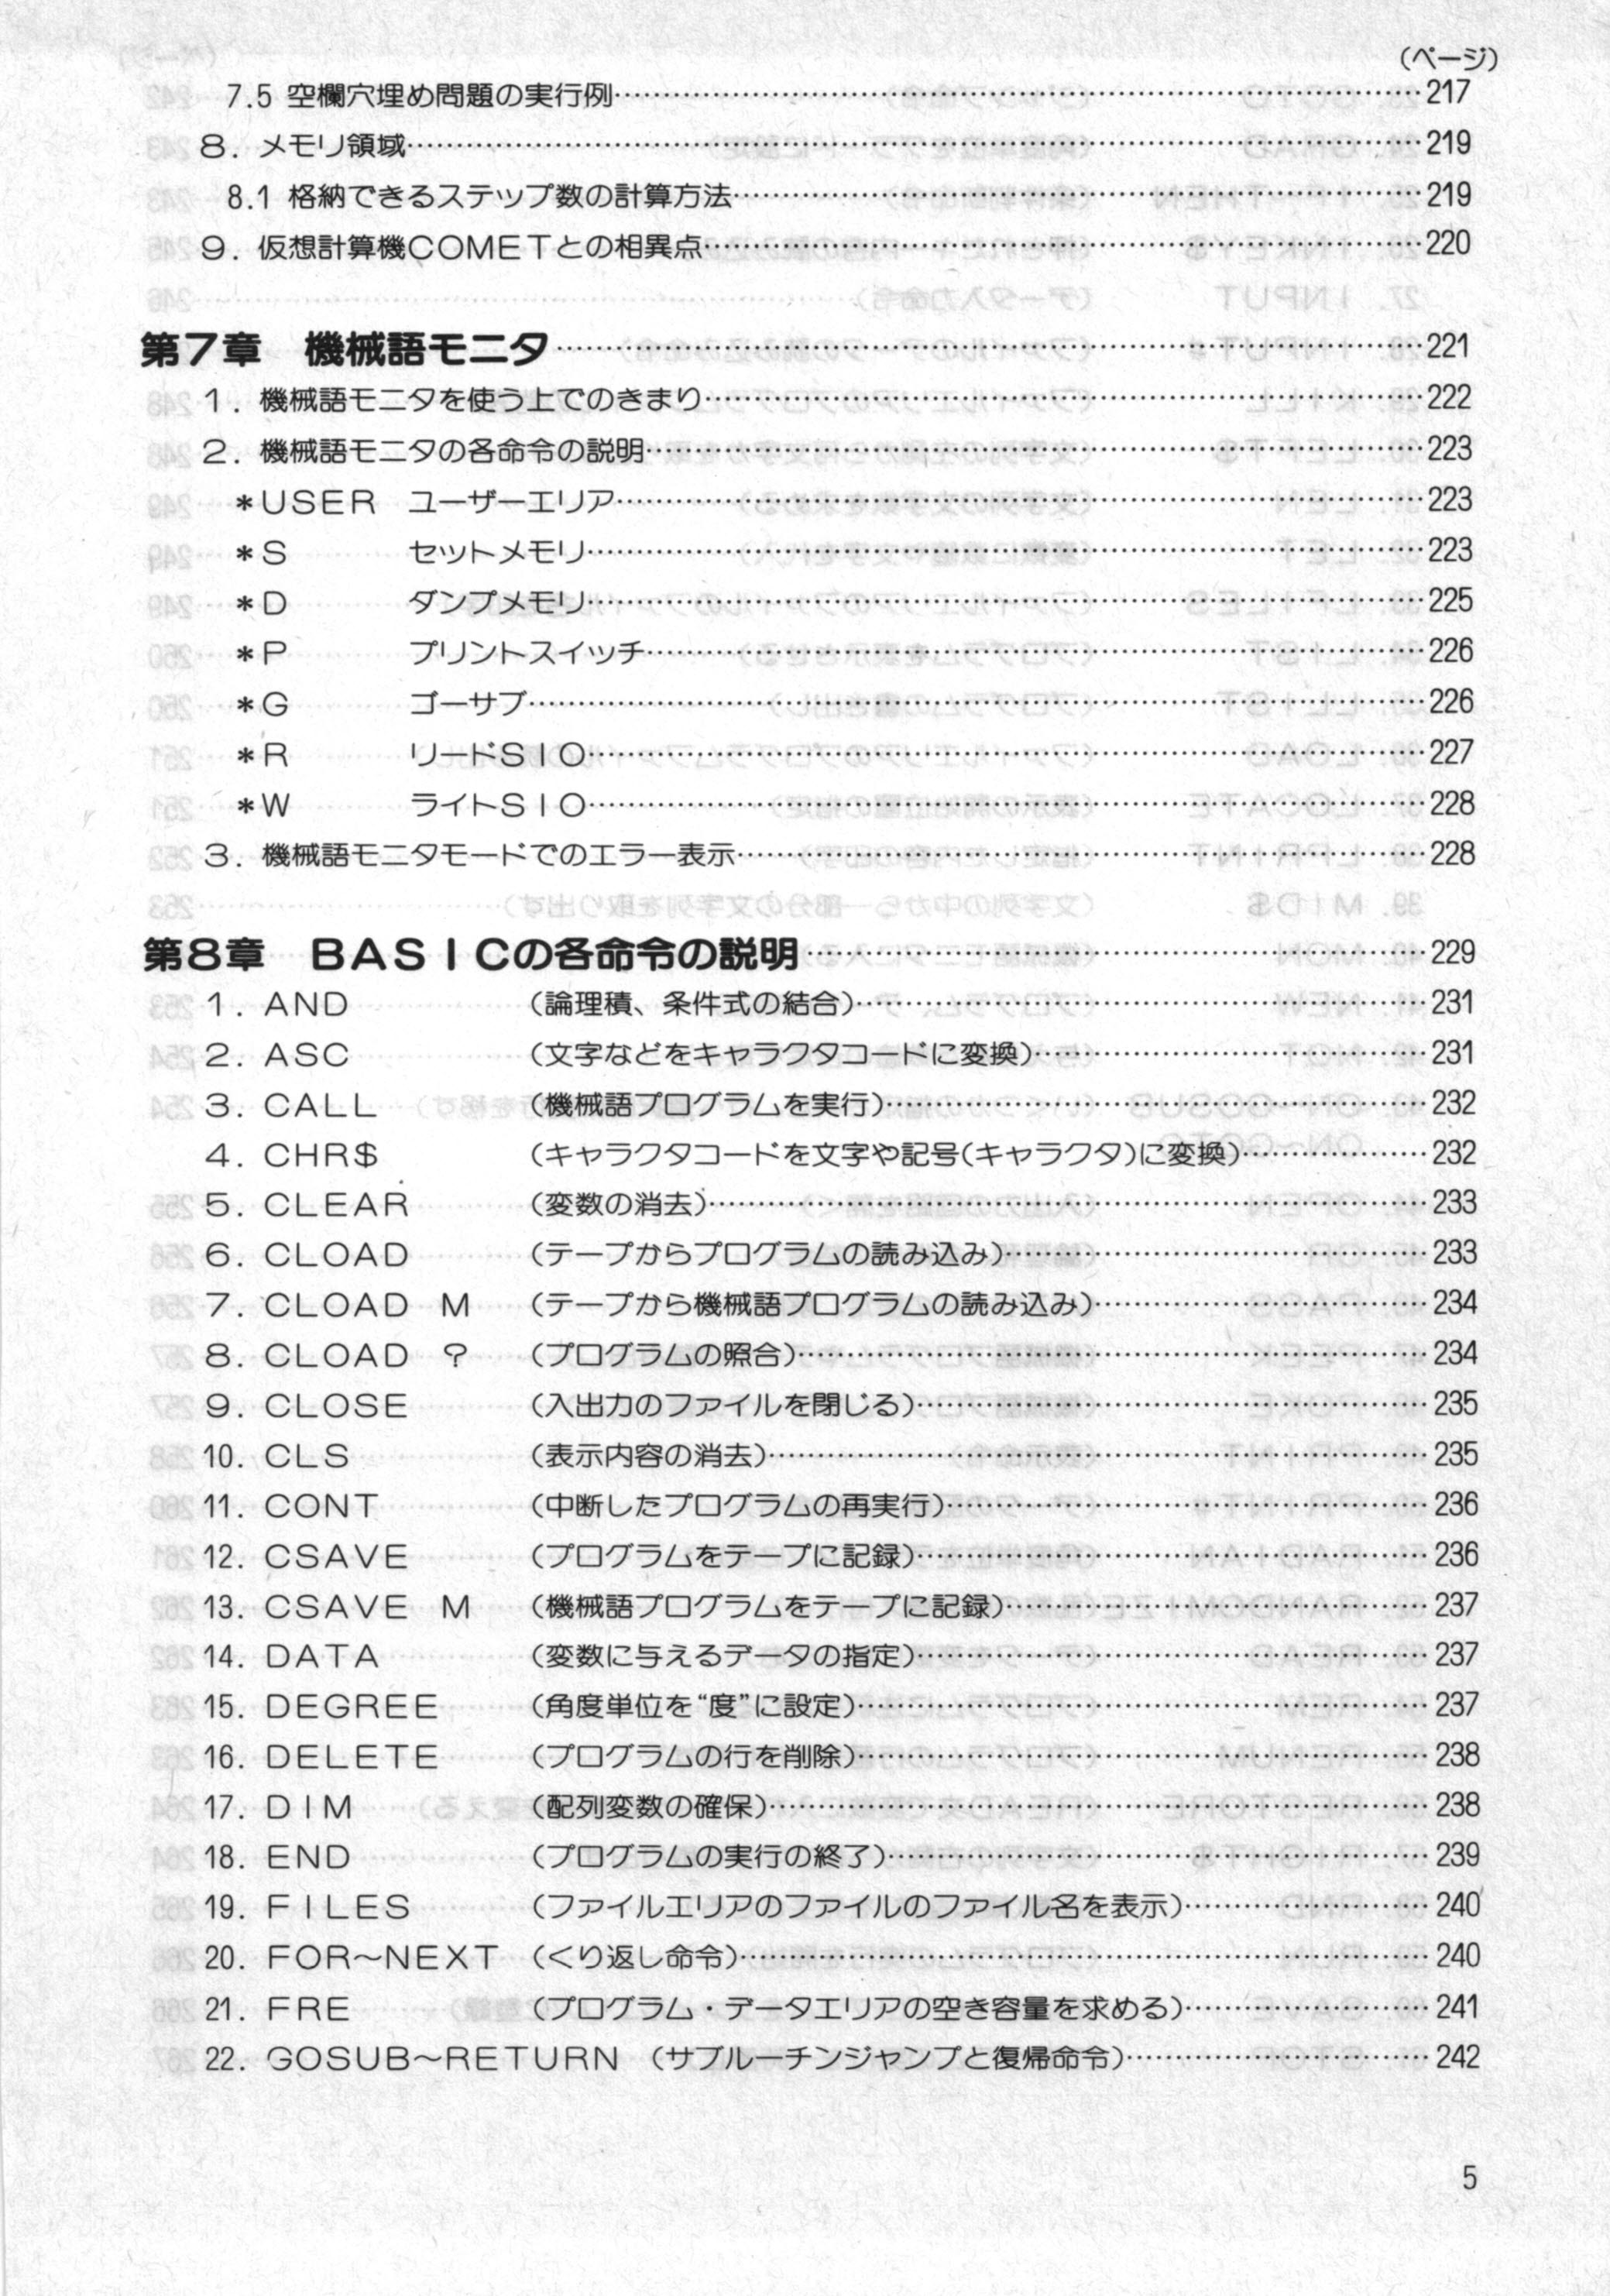 (ページ)
7.5 空欄穴埋め問題の実行例……217
8. メモリ領域……219
8.1 格納できるステップ数の計算方法……219
9. 仮想計算機COMETとの相異点……220
第7章 機械語モニタ……221
1. 機械語モニタを使う上でのきまり……222
2. 機械語モニタの各命令の説明……223
*USER ユーザーエリア……223
*S セットメモリ……223
*D ダンプメモリ……225
*P プリントスイッチ……226
*G ゴーサブ……226
*R リードSIO……227
*W ライトSIO……228
3. 機械語モニタモードでのエラー表示……228
第8章 BASICの各命令の説明……229
1. AND (論理積、条件式の結合)……231
2. ASC (文字などをキャラクタコードに変換)……231
3. CALL (機械語プログラムを実行)……232
4. CHR$ (キャラクタコードを文字や記号(キャラクタ)に変換)……232
5. CLEAR (変数の消去)……233
6. CLOAD (テープからプログラムの読み込み)……233
7. CLOAD M (テープから機械語プログラムの読み込み)……234
8. CLOAD ? (プログラムの照合)……234
9. CLOSE (入出力のファイルを閉じる)……235
10. CLS (表示内容の消去)……235
11. CONT (中断したプログラムの再実行)……236
12. CSAVE (プログラムをテープに記録)……236
13. CSAVE M (機械語プログラムをテープに記録)……237
14. DATA (変数に与えるデータの指定)……237
15. DEGREE (角度単位を“度”に設定)……237
16. DELETE (プログラムの行を削除)……238
17. DIM (配列変数の確保)……238
18. END (プログラムの実行の終了)……239
19. FILES (ファイルエリアのファイルのファイル名を表示)……240
20. FOR~NEXT (くり返し命令)……240
21. FRE (プログラム・データエリアの空き容量を求める)……241
22. GOSUB~RETURN (サブルーチンジャンプと復帰命令)……242
5